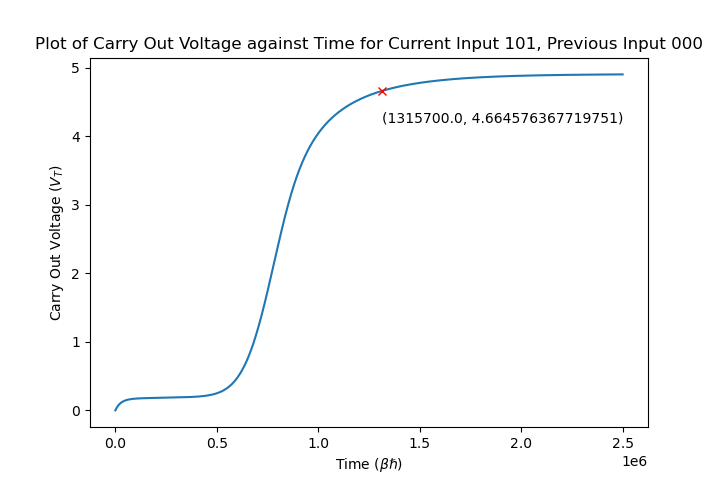 Plot of Carry Out Voltage against Time for Current Input 101, Previous Input 000
5
4
3
2
1
0
Carry Out Voltage (V_T)
(1315700.0, 4.664576367719751)
0.0 0.5 1.0 1.5 2.0 2.5
1e6
Time (βℏ)